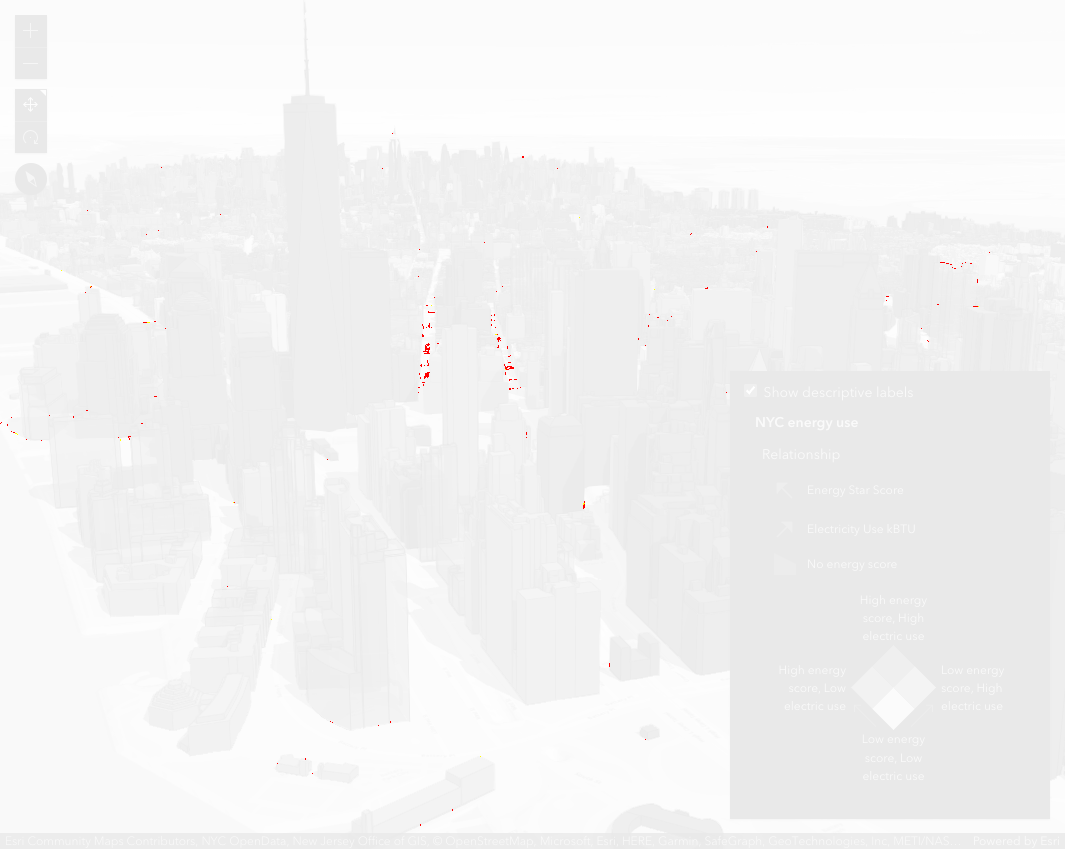 Show descriptive labels
NYC energy use
Relationship
Energy Star Score
Electricity Use kBTU
No energy score
High energy
score, High
electric use
High energy
score, Low
electric use
Low energy
score, High
electric use
Low energy
score, Low
electric use
Esri Community Maps Contributors, NYC OpenData, New Jersey Office of GIS, © OpenStreetMap, Microsoft, Esri, HERE, Garmin, SafeGraph, GeoTechnologies, Inc, METI/NAS... Powered by Esri